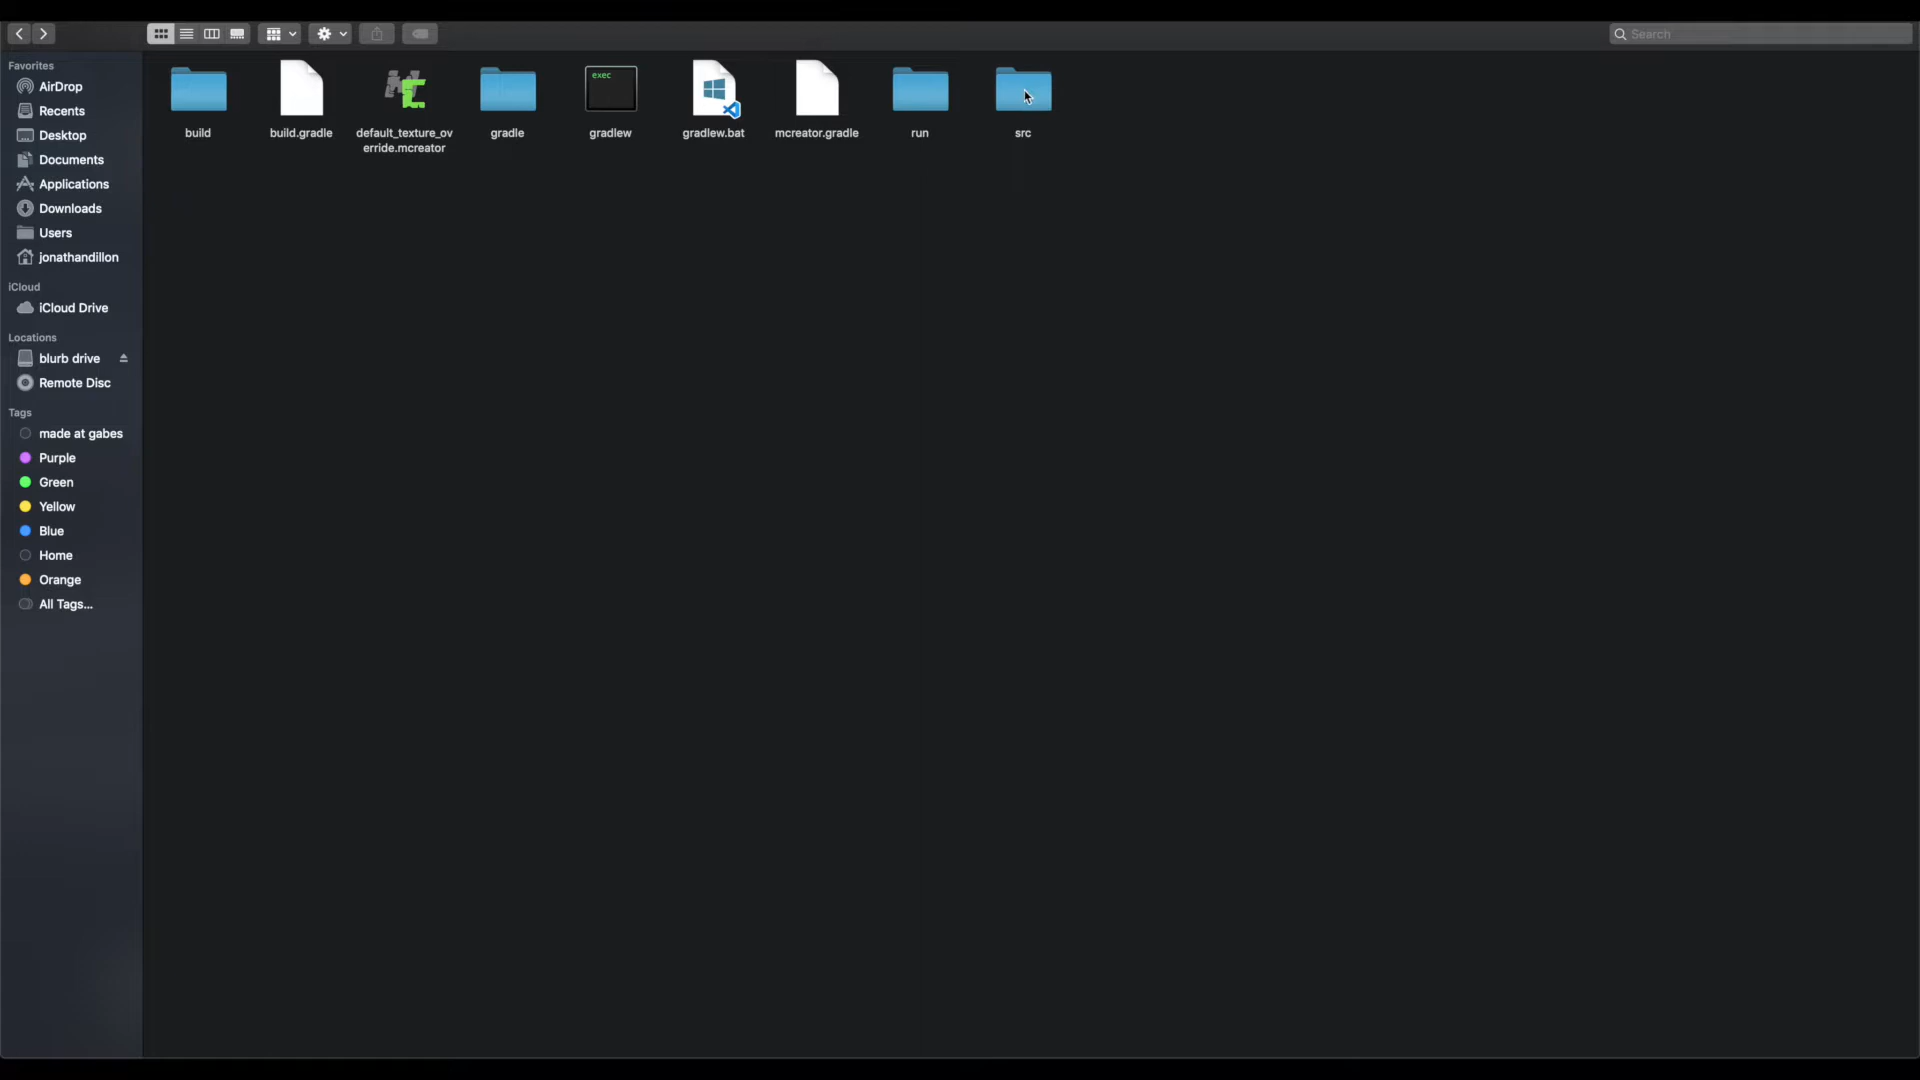 Search
Favorites
AirDrop
Recents
Desktop
Documents
Applications
Downloads
Users
jonathandillon
iCloud
iCloud Drive
Locations
blurb drive
Remote Disc
Tags
made at gabes
Purple
Green
Yellow
Blue
Home
Orange
All Tags...
build
build.gradle
default_texture_ov
erride.mcreator
gradle
exec
gradlew
gradlew.bat
mcreator.gradle
run
src